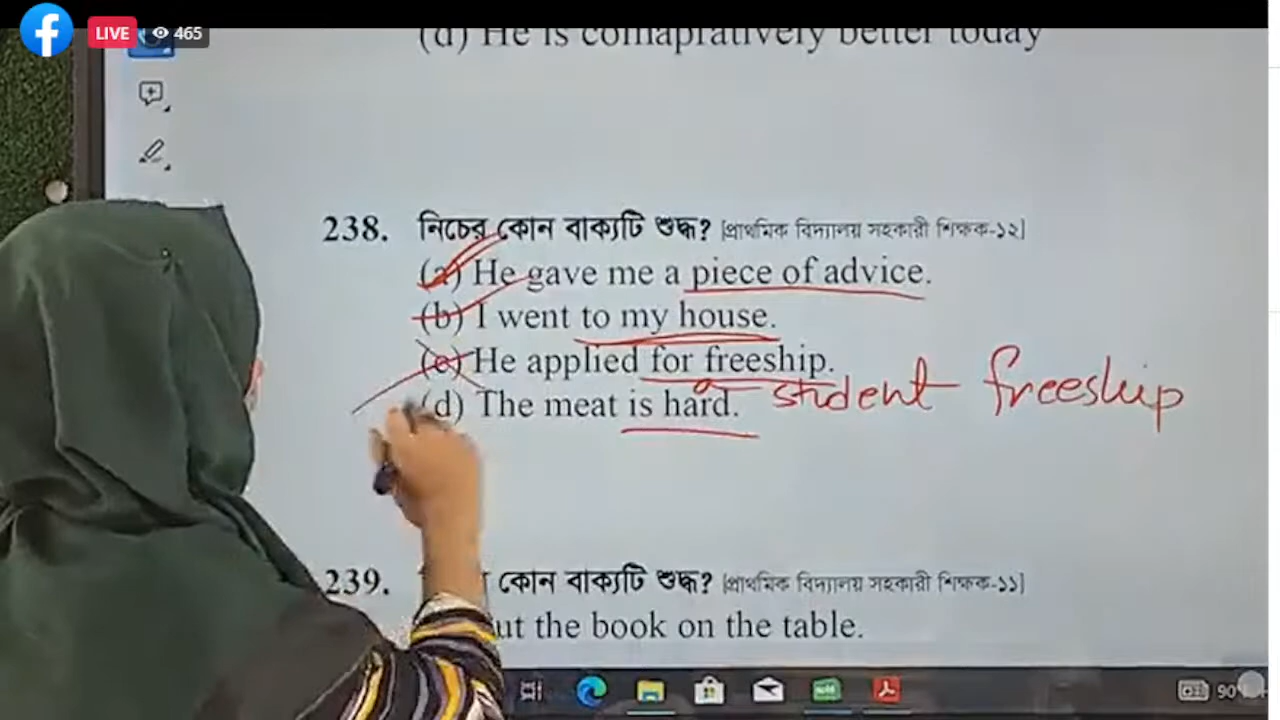 LIVE 465
(d) He is comapratively better today
238. নিচের কোন বাক্যটি শুদ্ধ? [প্রাথমিক বিদ্যালয় সহকারী শিক্ষক-১২]
(a) He gave me a piece of advice.
(b) I went to my house.
(c) He applied for freeship.
a student freeship
(d) The meat is hard.
239. কোন বাক্যটি শুদ্ধ? [প্রাথমিক বিদ্যালয় সহকারী শিক্ষক-১১]
the book on the table.
90°